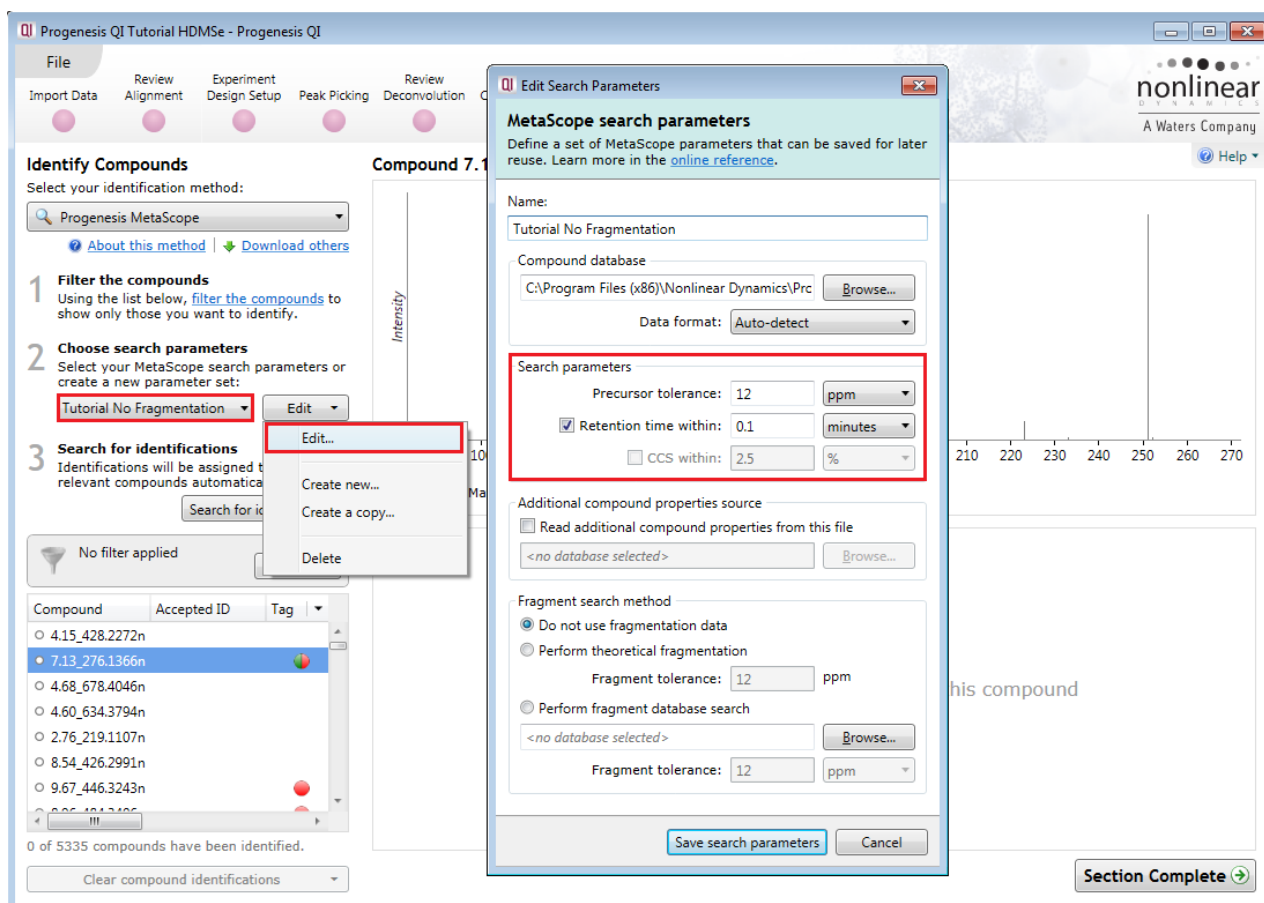 Progenesis QI Tutorial HDMSe - Progenesis QI
File
Import Data
Review
Alignment
Experiment
Design Setup
Peak Picking
Review
Deconvolution
nonlinear
DYNAMICS
A Waters Company
Help
Identify Compounds
Select your identification method:
Progenesis MetaScope
About this method
Download others
1 Filter the compounds
Using the list below, filter the compounds to
show only those you want to identify.
2 Choose search parameters
Select your MetaScope search parameters or
create a new parameter set:
Tutorial No Fragmentation
Edit
Edit...
Create new...
Create a copy...
Delete
3 Search for identifications
Identifications will be assigned
relevant compounds
Search for
No filter applied
Compound Accepted ID Tag
4.15_428.2272n
7.13_276.1366n
4.68_678.4046n
4.60_634.3794n
2.76_219.1107n
8.54_426.2991n
9.67_446.3243n
0 of 5335 compounds have been identified.
Clear compound identifications
Compound 7.1
Intensity
Edit Search Parameters
MetaScope search parameters
Define a set of MetaScope parameters that can be saved for later
reuse. Learn more in the online reference.
Name:
Tutorial No Fragmentation
Compound database
C:\Program Files (x86)\Nonlinear Dynamics\Prc
Browse...
Data format: Auto-detect
Search parameters
Precursor tolerance: 12 ppm
Retention time within: 0.1 minutes
CCS within: 2.5 %
Additional compound properties source
Read additional compound properties from this file
<no database selected> Browse...
Fragment search method
Do not use fragmentation data
Perform theoretical fragmentation
Fragment tolerance: 12 ppm
Perform fragment database search
<no database selected> Browse...
Fragment tolerance: 12 ppm
Save search parameters
Cancel
210 220 230 240 250 260 270
his compound
Section Complete